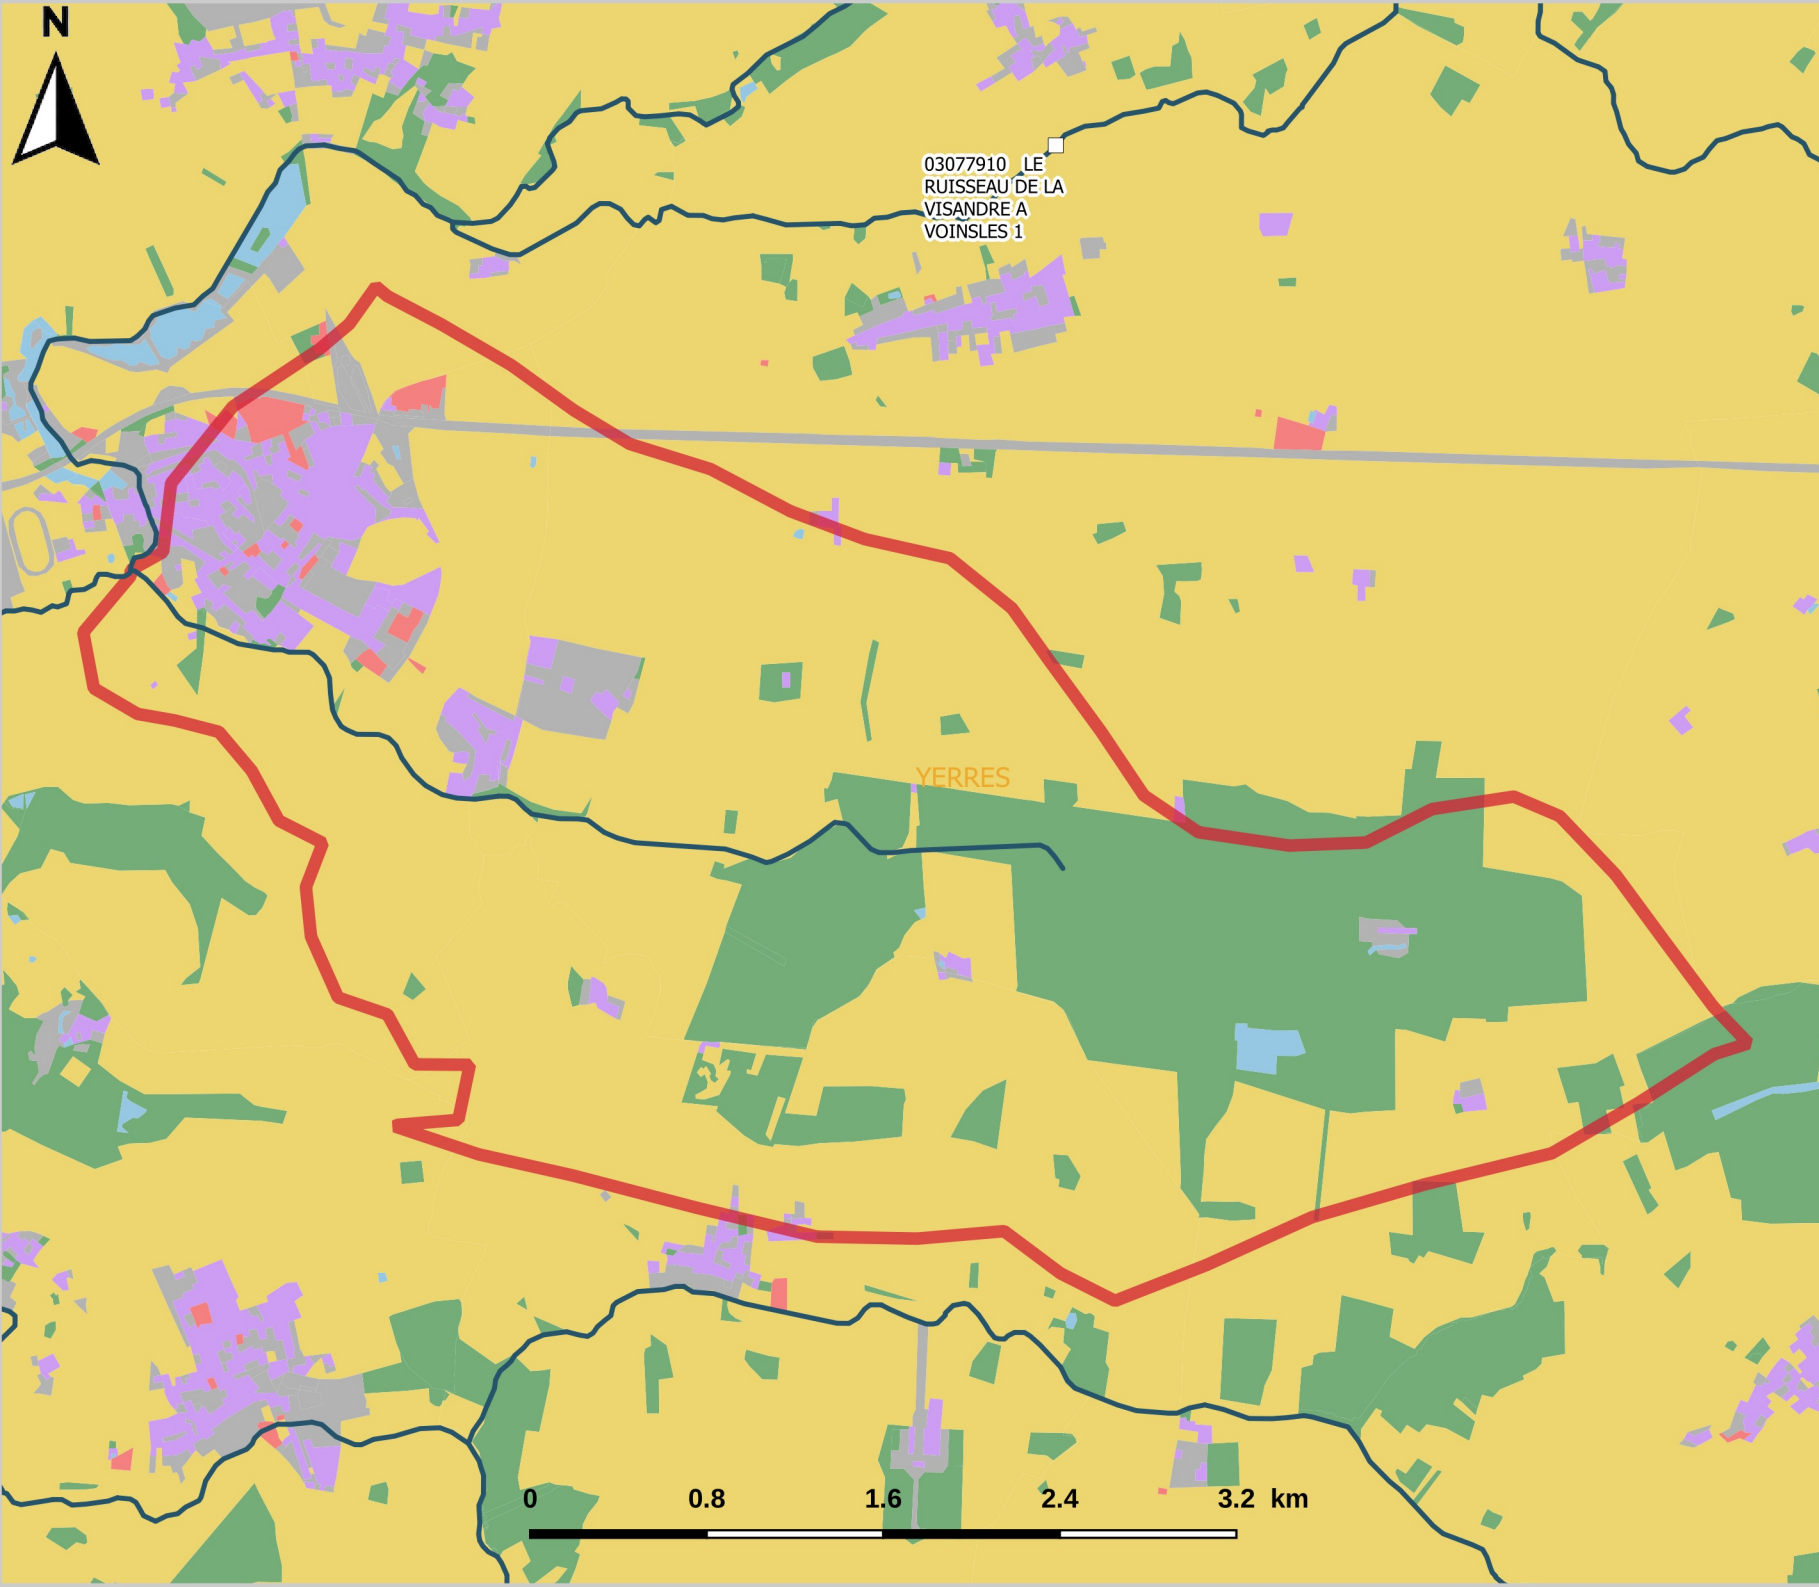 N
03077910 LE
RUISSEAU DE LA
VISANDRE A
VOINSLES 1
YERRES
0 0.8 1.6 2.4 3.2 km